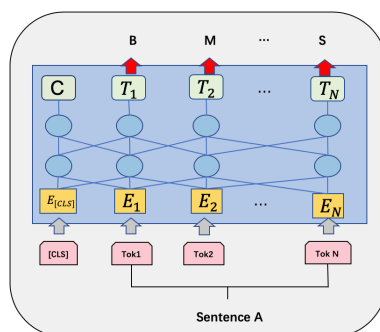 B M ... S
C T1 T2 ... TN
E[CLS] E1 E2 ... EN
[CLS] Tok1 Tok2 Tok N
Sentence A